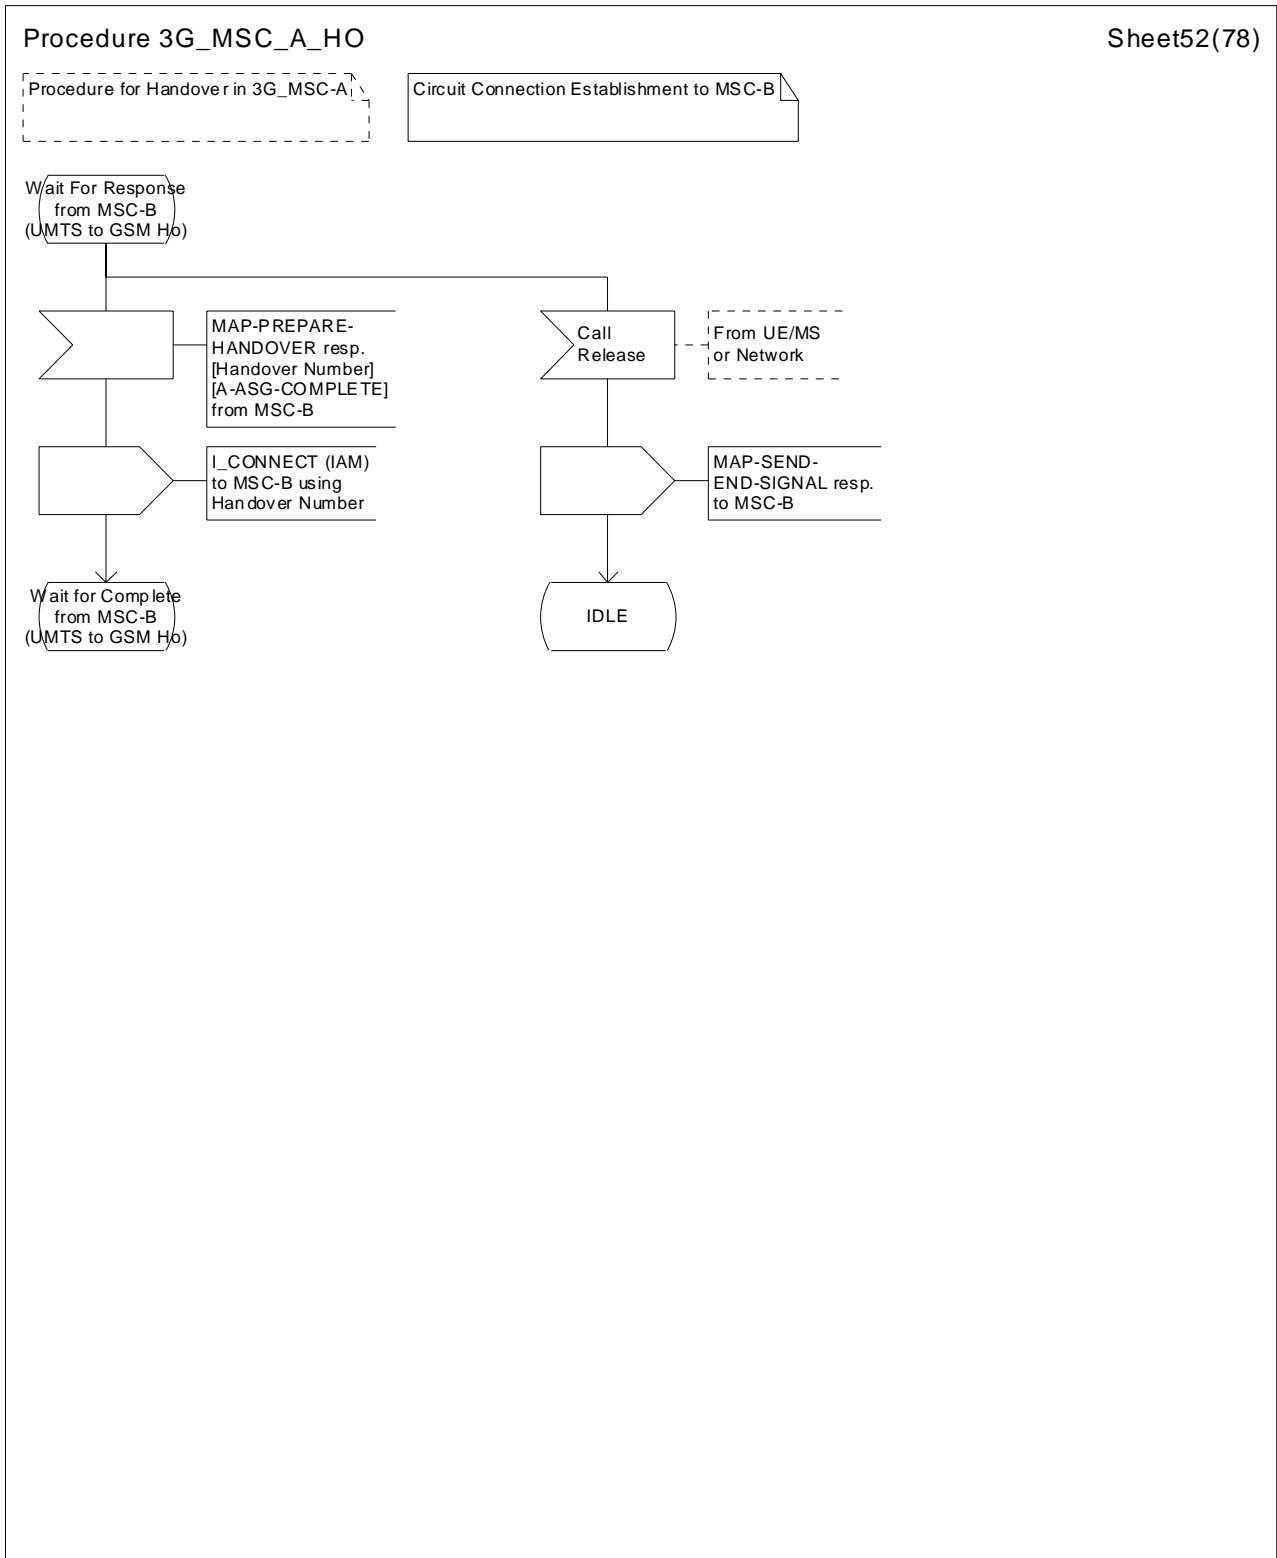 Procedure 3G_MSC_A_HO
Sheet52(78)
Procedure for Handover in 3G_MSC-A
Circuit Connection Establishment to MSC-B
Wait For Response
from MSC-B
(UMTS to GSM Ho)
MAP-PREPARE-
HANDOVER resp.
[Handover Number]
[A-ASG-COMPLETE]
from MSC-B
Call
Release
From UE/MS
or Network
I_CONNECT (IAM)
to MSC-B using
Handover Number
MAP-SEND-
END-SIGNAL resp.
to MSC-B
Wait for Complete
from MSC-B
(UMTS to GSM Ho)
IDLE